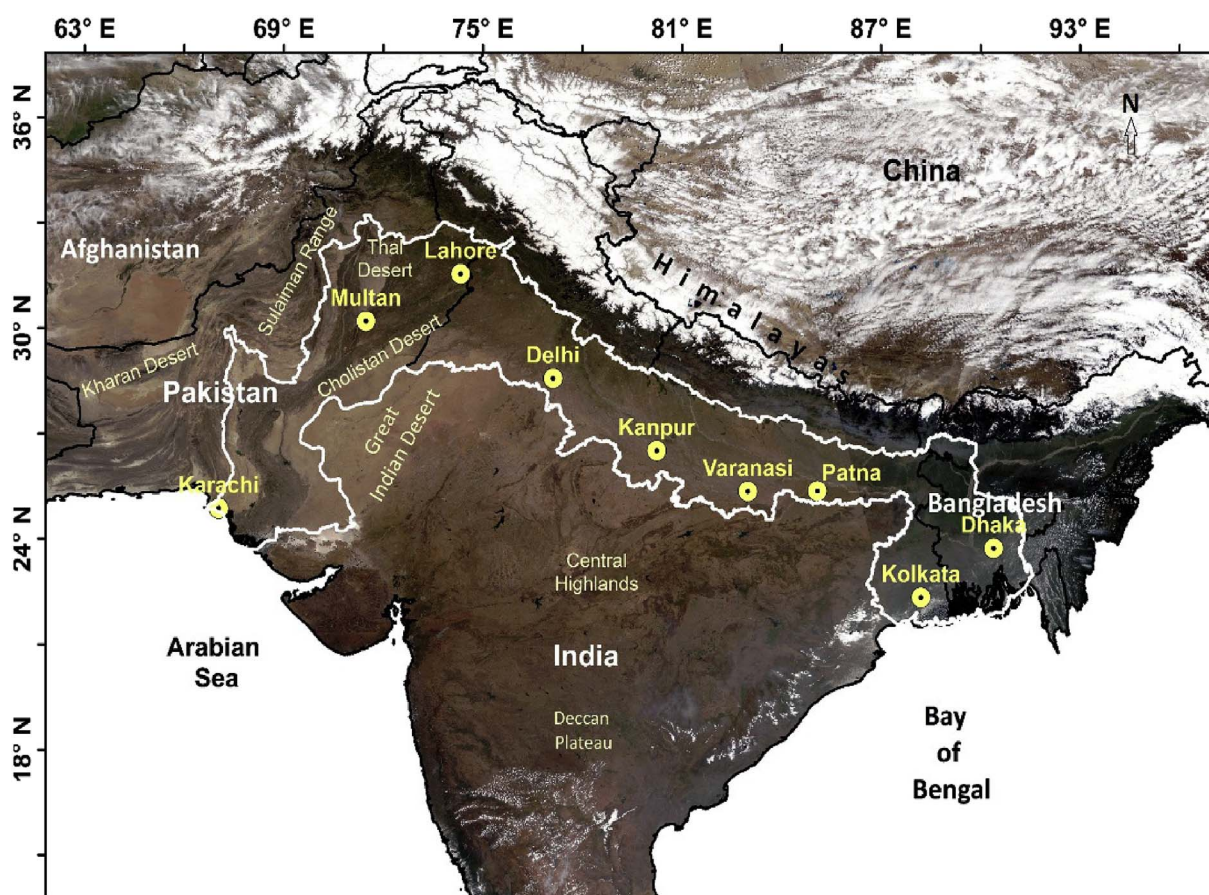 63° E 69° E 75° E 81° E 87° E 93° E
36° N
30° N
24° N
18° N
N
China
Afghanistan
Sulaiman Range
Thal
Desert
Lahore
Himalayas
Multan
Kharan Desert
Pakistan
Cholistan Desert
Delhi
Great
Indian Desert
Kanpur
Varanasi
Patna
Karachi
Bangladesh
Dhaka
Central
Highlands
Kolkata
Arabian
Sea
India
Deccan
Plateau
Bay
of
Bengal